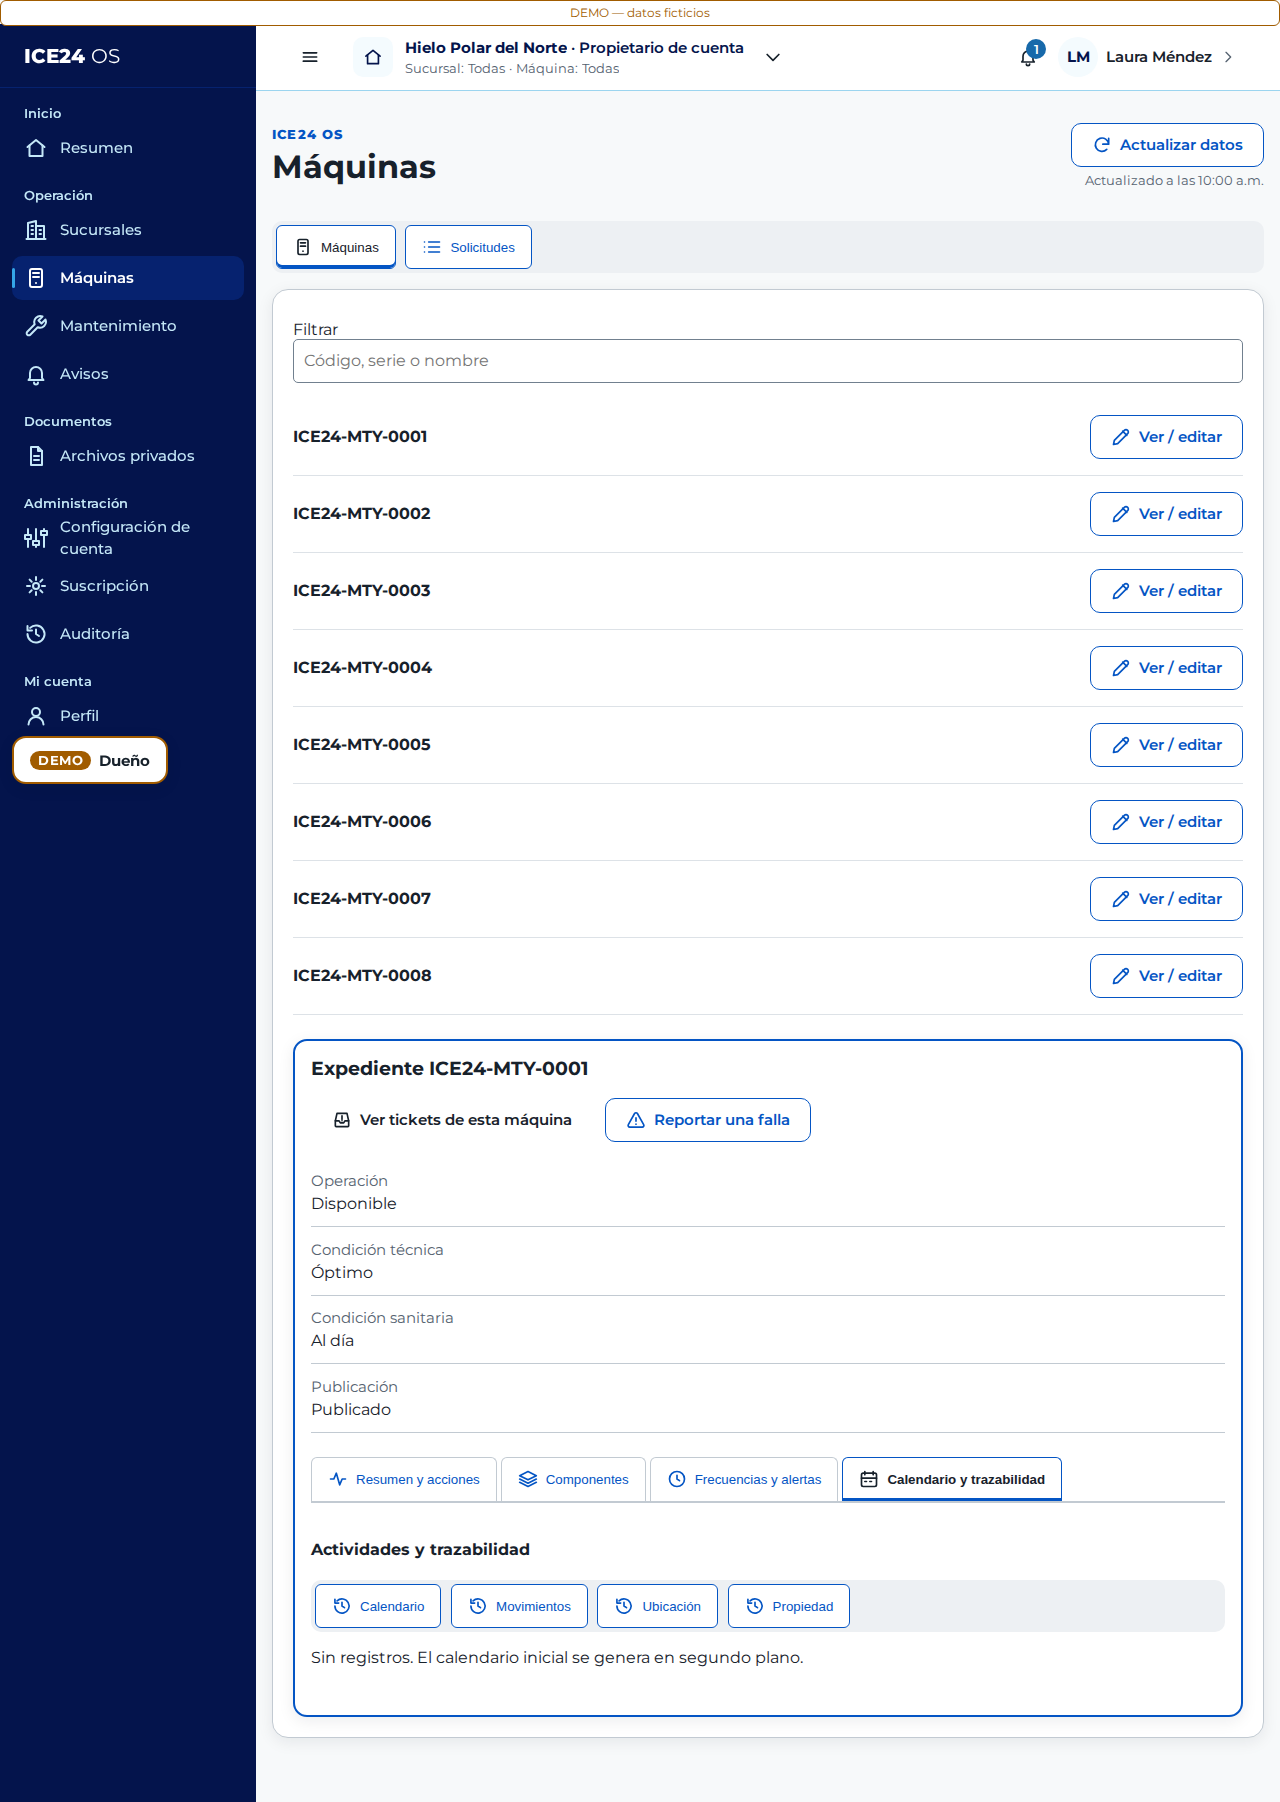 DEMO — datos ficticios
ICE24 OS
Hielo Polar del Norte · Propietario de cuenta
Sucursal: Todas · Máquina: Todas
1
LM
Laura Méndez
Inicio
Resumen
Operación
Sucursales
Máquinas
Mantenimiento
Avisos
Documentos
Archivos privados
Administración
Configuración de
cuenta
Suscripción
Auditoría
Mi cuenta
Perfil
DEMO Dueño
ICE24 OS
Máquinas
Actualizar datos
Actualizado a las 10:00 a.m.
Máquinas
Solicitudes
Filtrar
Código, serie o nombre
ICE24-MTY-0001
Ver / editar
ICE24-MTY-0002
Ver / editar
ICE24-MTY-0003
Ver / editar
ICE24-MTY-0004
Ver / editar
ICE24-MTY-0005
Ver / editar
ICE24-MTY-0006
Ver / editar
ICE24-MTY-0007
Ver / editar
ICE24-MTY-0008
Ver / editar
Expediente ICE24-MTY-0001
Ver tickets de esta máquina
Reportar una falla
Operación
Disponible
Condición técnica
Óptimo
Condición sanitaria
Al día
Publicación
Publicado
Resumen y acciones
Componentes
Frecuencias y alertas
Calendario y trazabilidad
Actividades y trazabilidad
Calendario
Movimientos
Ubicación
Propiedad
Sin registros. El calendario inicial se genera en segundo plano.